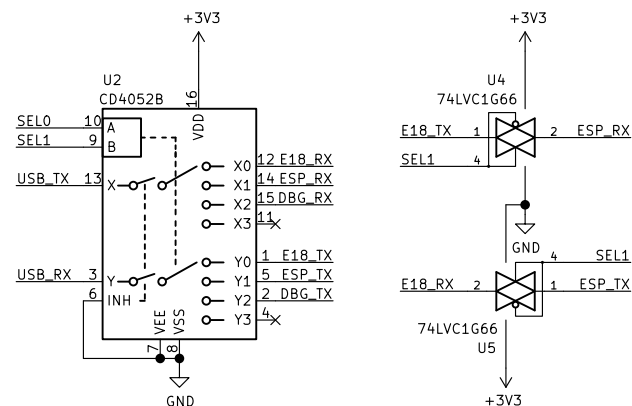 +3V3
U2
CD4052B
16
VDD
SEL0 10 A
SEL1 9 B
X0 12 E18_RX
X1 14 ESP_RX
USB_TX 13 X
X2 15 DBG_RX
X3 11
Y0 1 E18_TX
USB_RX 3 Y
Y1 5 ESP_TX
6 INH
Y2 2 DBG_TX
Y3 4
VEE
VSS
7
8
GND
+3V3
U4
74LVC1G66
E18_TX 1
2 ESP_RX
SEL1 4
GND
4 SEL1
E18_RX 2
1 ESP_TX
74LVC1G66
U5
+3V3